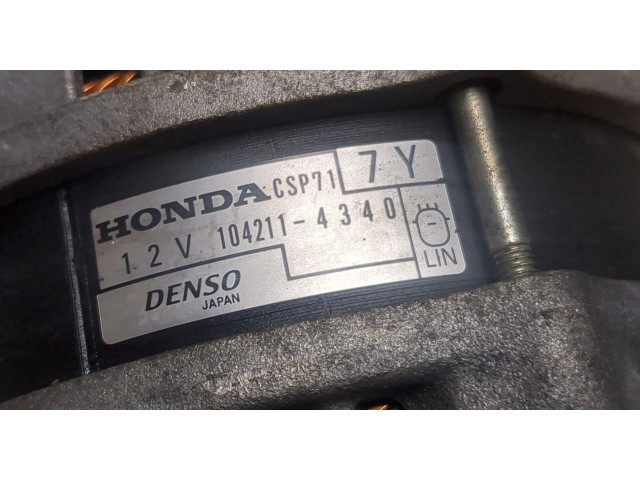 HONDA CSP71 7Y
12V 104211-4340
LIN
DENSO
JAPAN